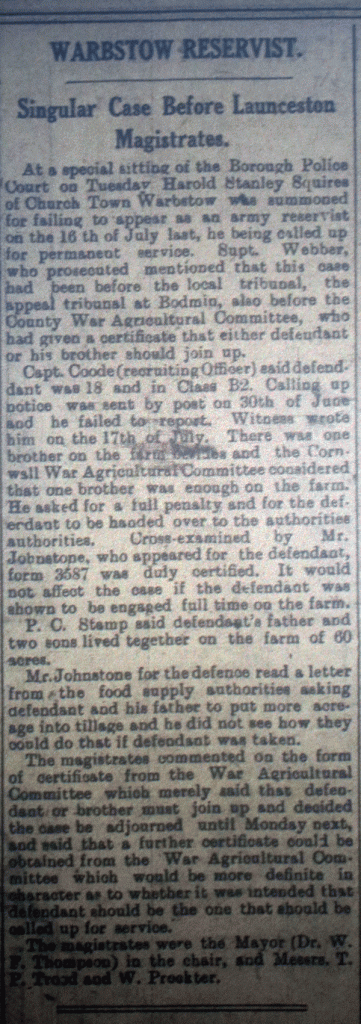 WARBSTOW RESERVIST.
Singular Case Before Launceston
Magistrates.
At a special sitting of the Borough Police
Court on Tuesday Harold Stanley Squires
of Church Town Warbstow was summoned
for failing to appear as an army reservist
on the 16 th of July last, he being called up
for permanent service. Supt. Webber,
who prosecuted mentioned that this case
had been before the local tribunal, the
appeal tribunal at Bodmin, also before the
County War Agricultural Committee, who
had given a certificate that either defendant
or his brother should join up.
Capt. Coode (recruiting Officer) said defend-
dant was 18 and in Class B2. Calling up
notice was sent by post on 30th of June
and he failed to report. Witness wrote
him on the 17th of July. There was one
brother on the farm besides and the Corn-
wall War Agricultural Committee considered
that one brother was enough on the farm.
He asked for a full penalty and for the def-
erdant to be handed over to the authorities
authorities. Cross-examined by Mr.
Johnstone, who appeared for the defendant,
form 3587 was duly certified. It would
not affect the case if the defendant was
shown to be engaged full time on the farm.
P. C. Stamp said defendant's father and
two sons lived tegether on the farm of 60
acres.
Mr. Johnstone for the defence read a letter
from the food supply authorities asking
defendant and his father to put more acre-
age into tillage and he did not see how they
could do that if defendant was taken.
The magistrates commented on the form
of certificate from the War Agricultural
Committee which merely said that defen-
dant or brother must join up and decided
the case be adjourned until Monday next,
and said that a further certificate could be
obtained from the War Agricultural Com-
mittee which would be more definite in
character as to whether it was intended that
defendant should be the one that should be
called up for service.
The magistrates were the Mayor (Dr. W.
F. Thompson) in the chair, and Messrs. T.
P. Trood and W. Prockter.